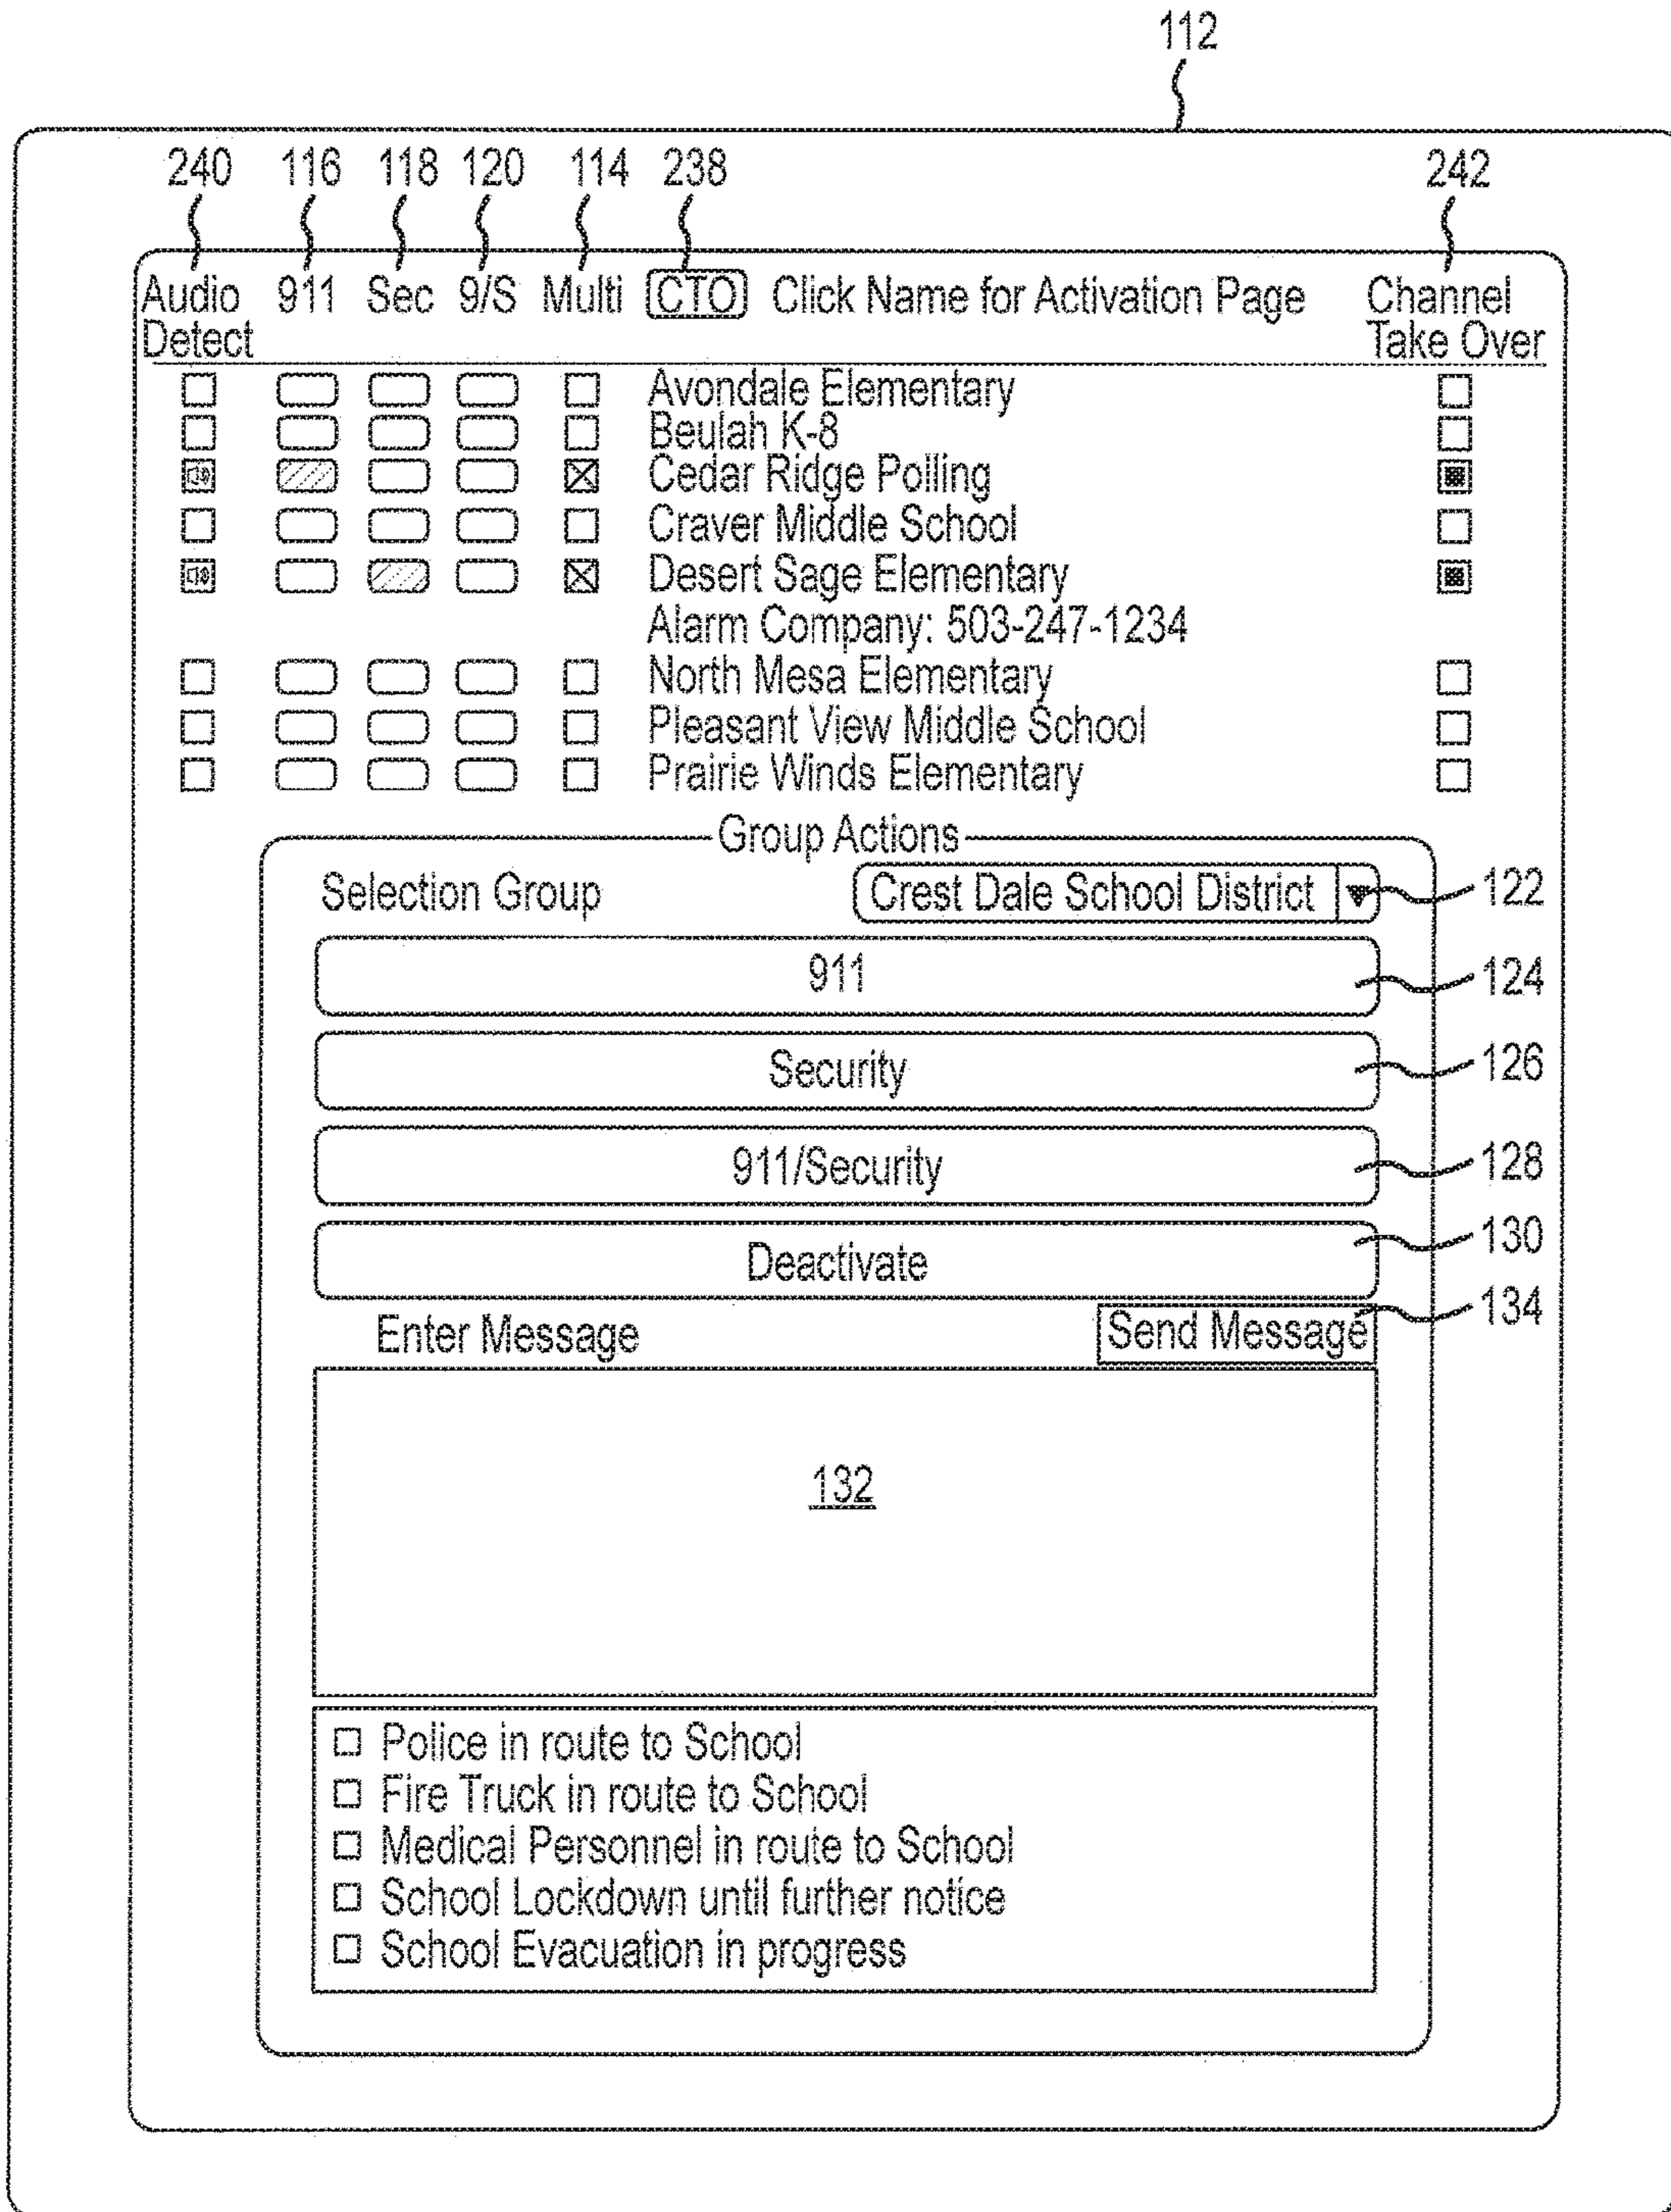 112
240 116 118 120 114 238 242
Audio 911 Sec 9/S Multi CTO Click Name for Activation Page Channel
Detect Take Over
Avondale Elementary
Beulah K-8
Cedar Ridge Polling
Craver Middle School
Desert Sage Elementary
Alarm Company: 503-247-1234
North Mesa Elementary
Pleasant View Middle School
Prairie Winds Elementary
Group Actions
Selection Group Crest Dale School District 122
911 124
Security 126
911/Security 128
Deactivate 130
Enter Message Send Message 134
132
Police in route to School
Fire Truck in route to School
Medical Personnel in route to School
School Lockdown until further notice
School Evacuation in progress